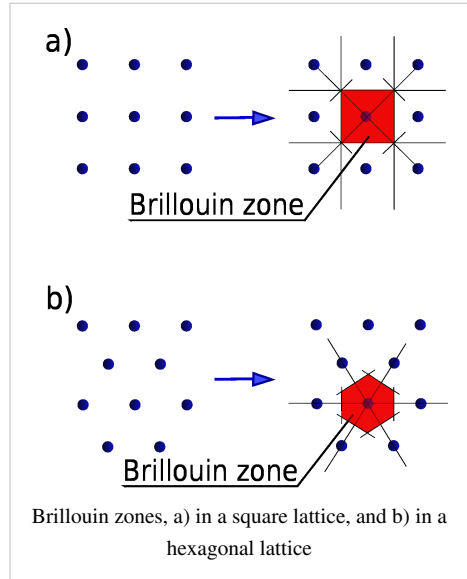 a)
Brillouin zone
b)
Brillouin zone
Brillouin zones, a) in a square lattice, and b) in a
hexagonal lattice